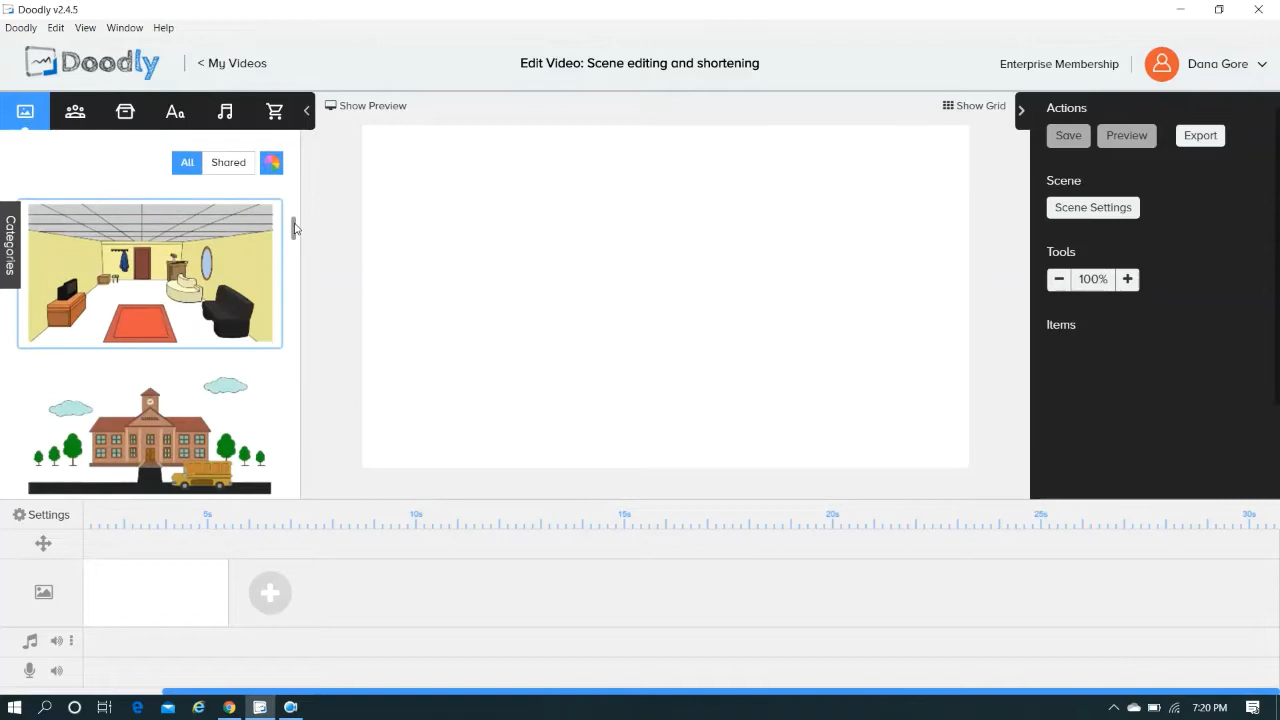 Doodly v2.4.5
Doodly Edit View Window Help
Doodly
< My Videos
Edit Video: Scene editing and shortening
Enterprise Membership
Dana Gore
Aa
Show Preview
Show Grid
All Shared
Categories
Actions
Save Preview Export
Scene
Scene Settings
Tools
100%
Items
Settings
5s 10s 15s 20s 25s 30s
7:20 PM